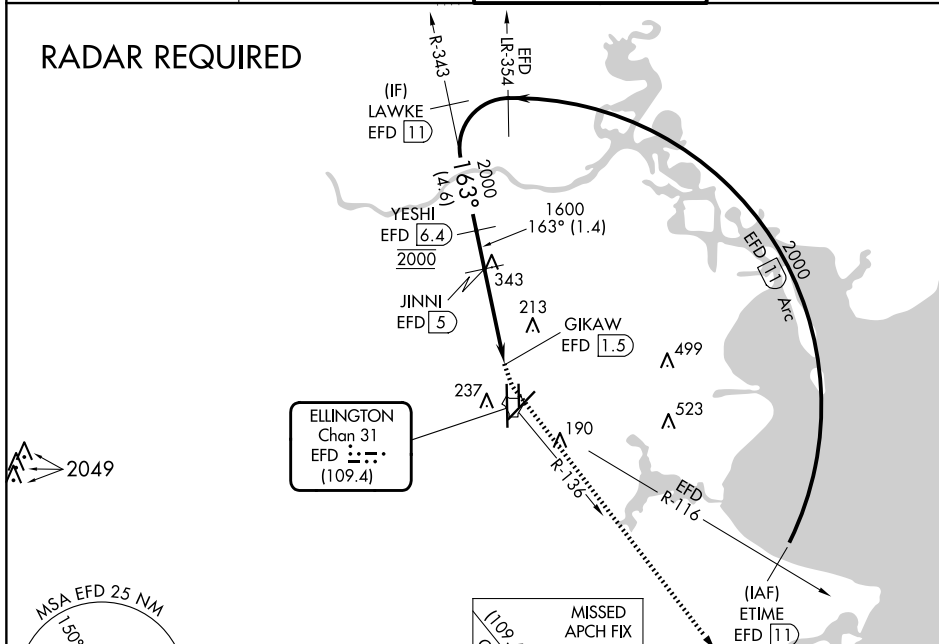 RADAR REQUIRED
R-343
EFD
LR-354
(IF)
LAWKE
EFD 11
2000
163°
(4.6)
YESHI
EFD 6.4
2000
1600
163° (1.4)
343
JINNI
EFD 5
213
GIKAW
EFD 1.5
EFD 11 Arc
2000
499
237
523
ELLINGTON
Chan 31
EFD
(109.4)
190
R-136
EFD
R-116
2049
(IAF)
ETIME
EFD 11
MSA EFD 25 NM
150°
MISSED
APCH FIX
(109.